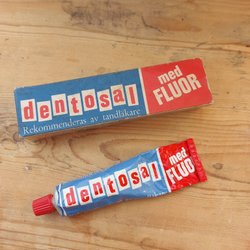 dentosal
med
FLUOR
Rekommenderas av tandläkare
dentosal
med
FLUOR